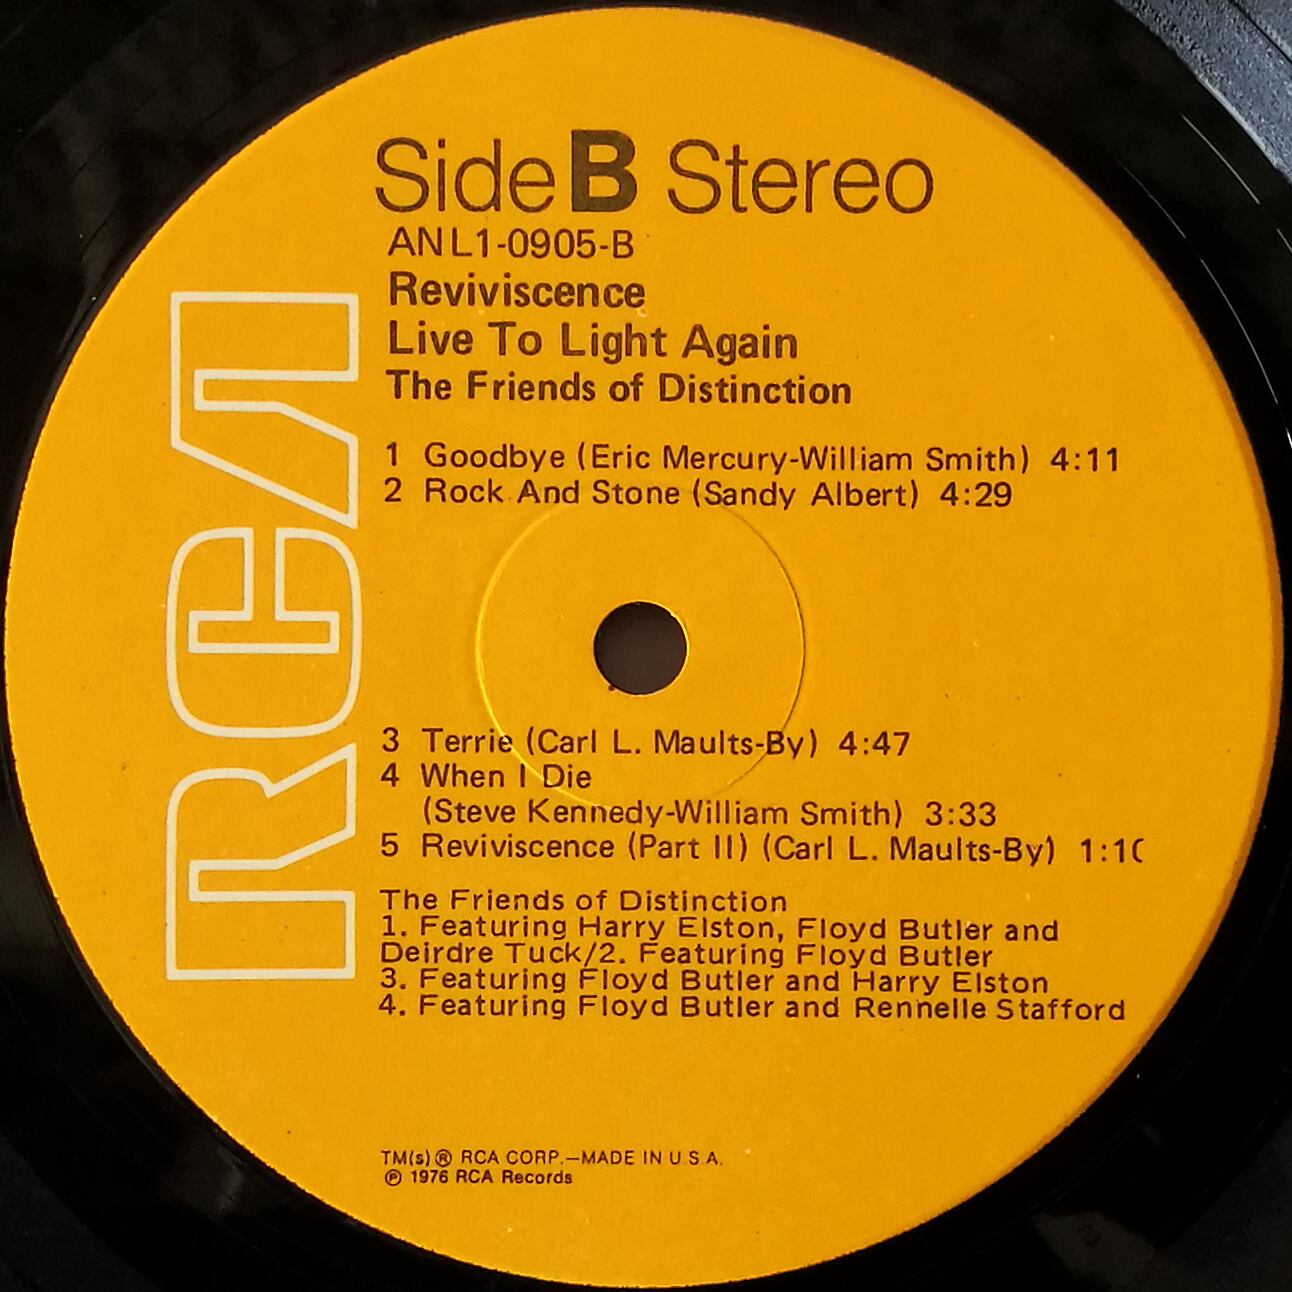 Side B Stereo
ANL1-0905-B
Reviviscence
Live To Light Again
The Friends of Distinction
1 Goodbye (Eric Mercury-William Smith) 4:11
2 Rock And Stone (Sandy Albert) 4:29
RCA
3 Terrie (Carl L. Maults-By) 4:47
4 When I Die
(Steve Kennedy-William Smith) 3:33
5 Reviviscence (Part II) (Carl L. Maults-By)
The Friends of Distinction
1. Featuring Harry Elston, Floyd Butler and
Deirdre Tuck/2. Featuring Floyd Butler
3. Featuring Floyd Butler and Harry Elston
4. Featuring Floyd Butler and Rennelle Stafford
TM(s)® RCA CORP.—MADE IN U.S.A.
℗ 1976 RCA Records